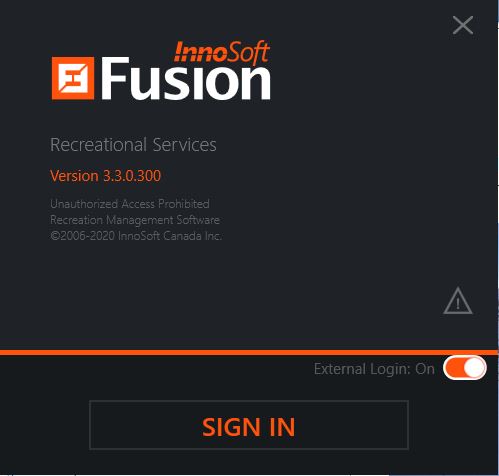 InnoSoft
Fusion
Recreational Services
Version 3.3.0.300
Unauthorized Access Prohibited
Recreation Management Software
©2006-2020 InnoSoft Canada Inc.
External Login: On
SIGN IN